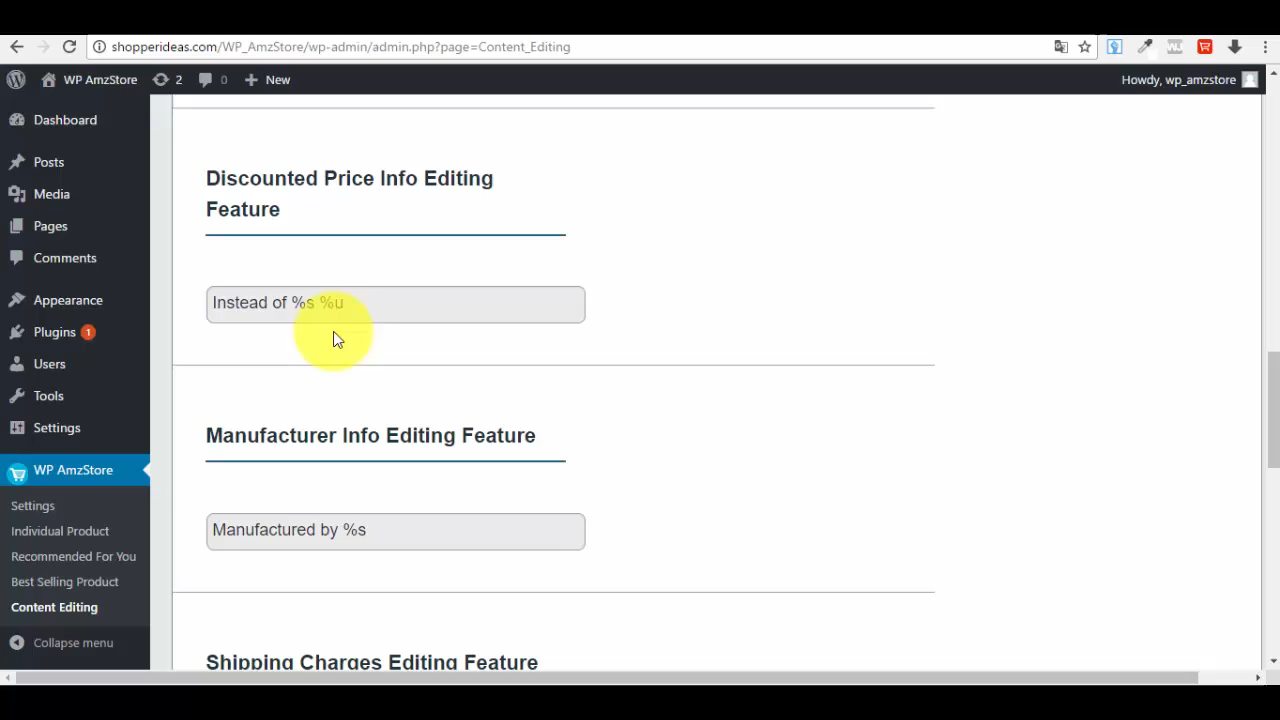 shopperideas.com/WP_AmzStore/wp-admin/admin.php?page=Content_Editing
WP AmzStore 2 0 New
Howdy, wp_amzstore
Dashboard
Posts
Media
Pages
Comments
Appearance
Plugins 1
Users
Tools
Settings
WP AmzStore
Settings
Individual Product
Recommended For You
Best Selling Product
Content Editing
Collapse menu
Discounted Price Info Editing
Feature
Instead of %s %u
Manufacturer Info Editing Feature
Manufactured by %s
Shipping Charges Editing Feature